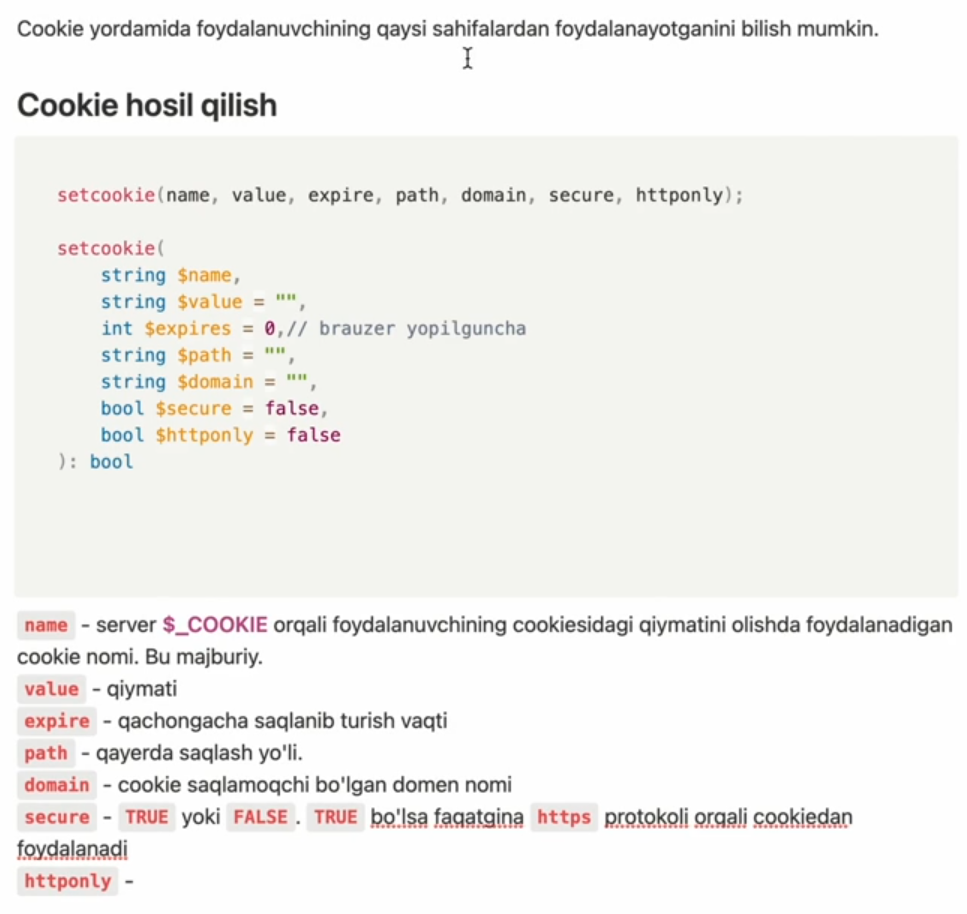 Cookie yordamida foydalanuvchining qaysi sahifalardan foydalanayotganini bilish mumkin.
Cookie hosil qilish
setcookie(name, value, expire, path, domain, secure, httponly);
setcookie(
string $name,
string $value = "",
int $expires = 0,// brauzer yopilguncha
string $path = "",
string $domain = "",
bool $secure = false,
bool $httponly = false
): bool
name - server $_COOKIE orqali foydalanuvchining cookiesidagi qiymatini olishda foydalanadigan
cookie nomi. Bu majburiy.
value - qiymati
expire - qachongacha saqlanib turish vaqti
path - qayerda saqlash yo'li.
domain - cookie saqlamoqchi bo'lgan domen nomi
secure - TRUE yoki FALSE . TRUE bo'lsa faqatgina https protokoli orqali cookiedan
foydalanadi
httponly -